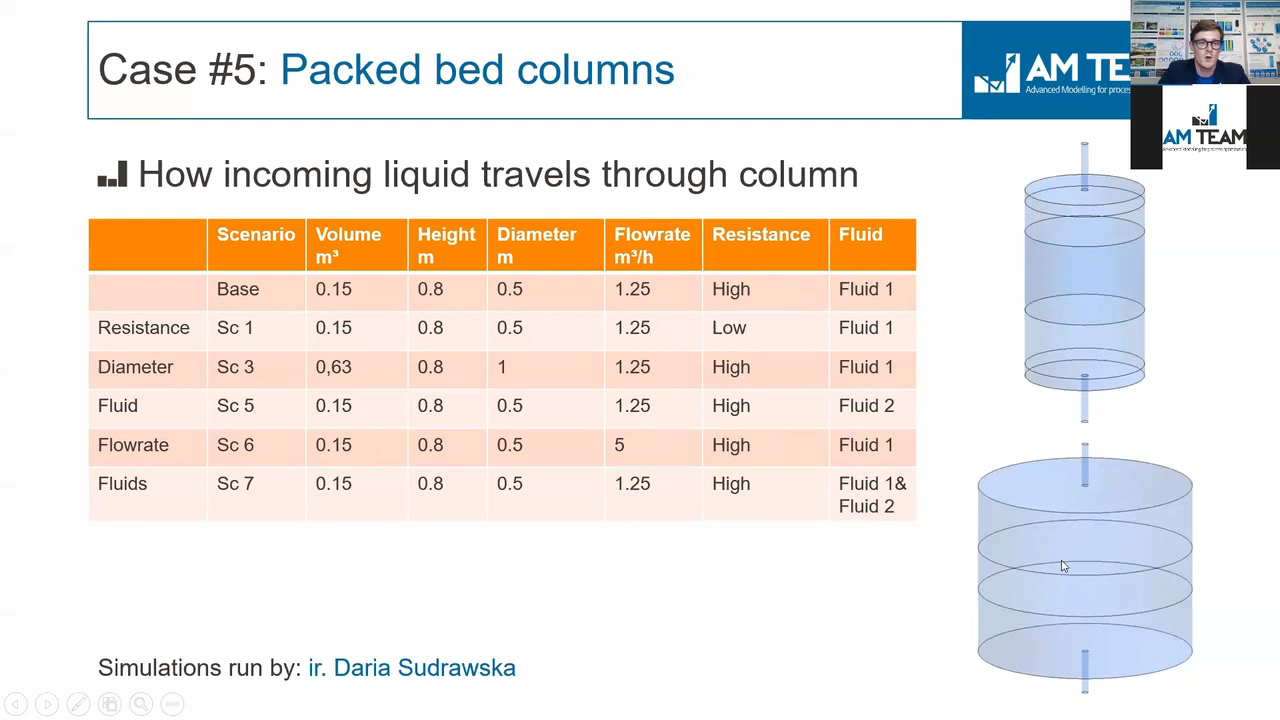 Case #5: Packed bed columns
AM TE
Advanced Modelling for proces
AM TEAM
How incoming liquid travels through column
Scenario Volume m³ Height m Diameter m Flowrate m³/h Resistance Fluid
Base 0.15 0.8 0.5 1.25 High Fluid 1
Resistance Sc 1 0.15 0.8 0.5 1.25 Low Fluid 1
Diameter Sc 3 0,63 0.8 1 1.25 High Fluid 1
Fluid Sc 5 0.15 0.8 0.5 1.25 High Fluid 2
Flowrate Sc 6 0.15 0.8 0.5 5 High Fluid 1
Fluids Sc 7 0.15 0.8 0.5 1.25 High Fluid 1& Fluid 2
Simulations run by: ir. Daria Sudrawska